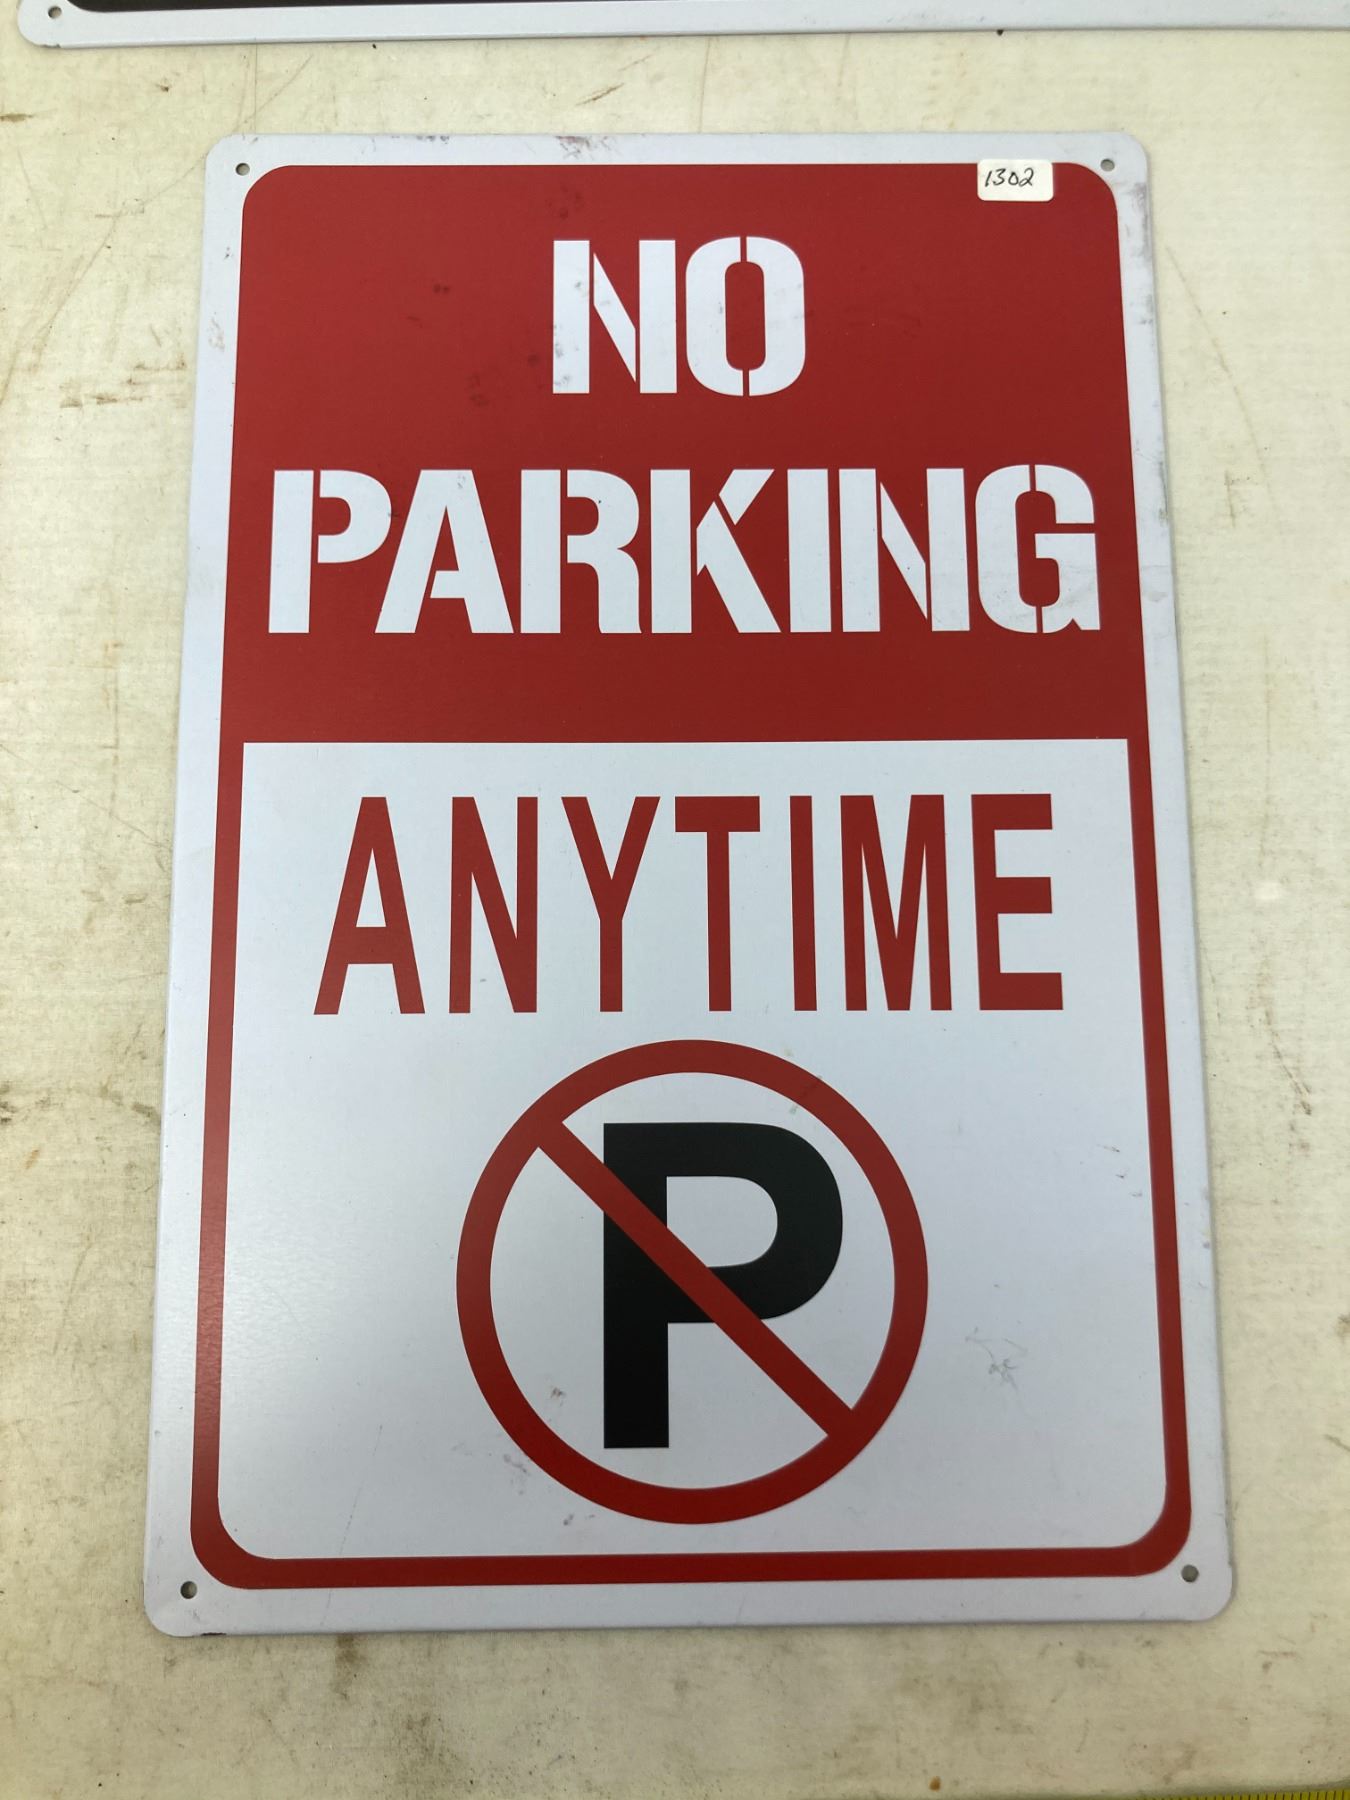 1302
NO
PARKING
ANYTIME
P